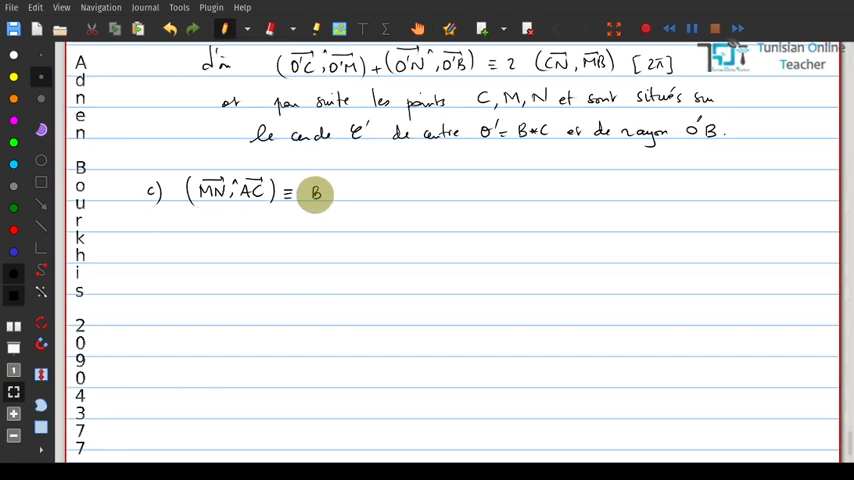 File Edit View Navigation Journal Tools Plugin Help
Tunisian Online
Teacher
d'où (O'C ^, O'M) + (O'N ^, O'B) ≡ 2 (CN, MB) [2π]
et par suite les points C, M, N et sont situés sur
le cercle C' de centre O' = B*C et de rayon O'B.
c) (MN ^, AC) ≡ B
Adnen Bourkhis 20904377